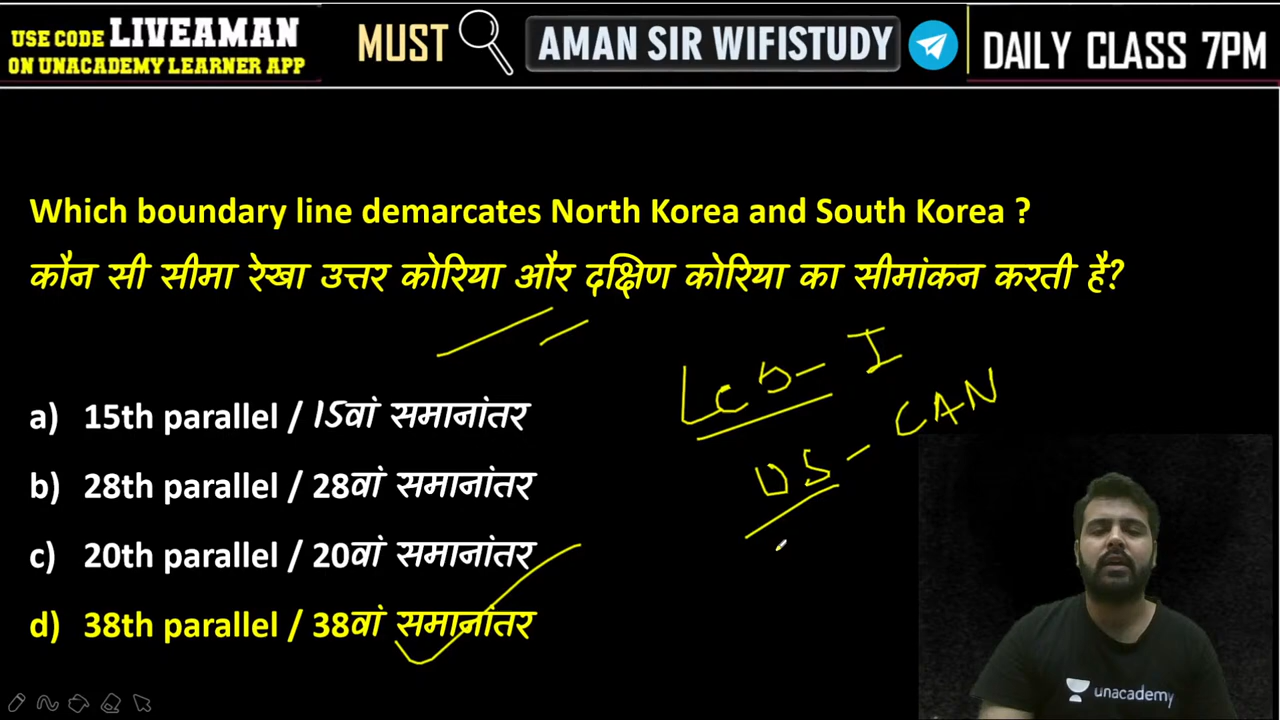 USE CODE LIVEAMAN
ON UNACADEMY LEARNER APP
MUST
AMAN SIR WIFISTUDY
DAILY CLASS 7PM
Which boundary line demarcates North Korea and South Korea ?
कौन सी सीमा रेखा उत्तर कोरिया और दक्षिण कोरिया का सीमांकन करती है?
I
CAN
US -
a) 15th parallel / 15वां समानांतर
b) 28th parallel / 28वां समानांतर
c) 20th parallel / 20वां समानांतर
d) 38th parallel / 38वां समानांतर
unacademy